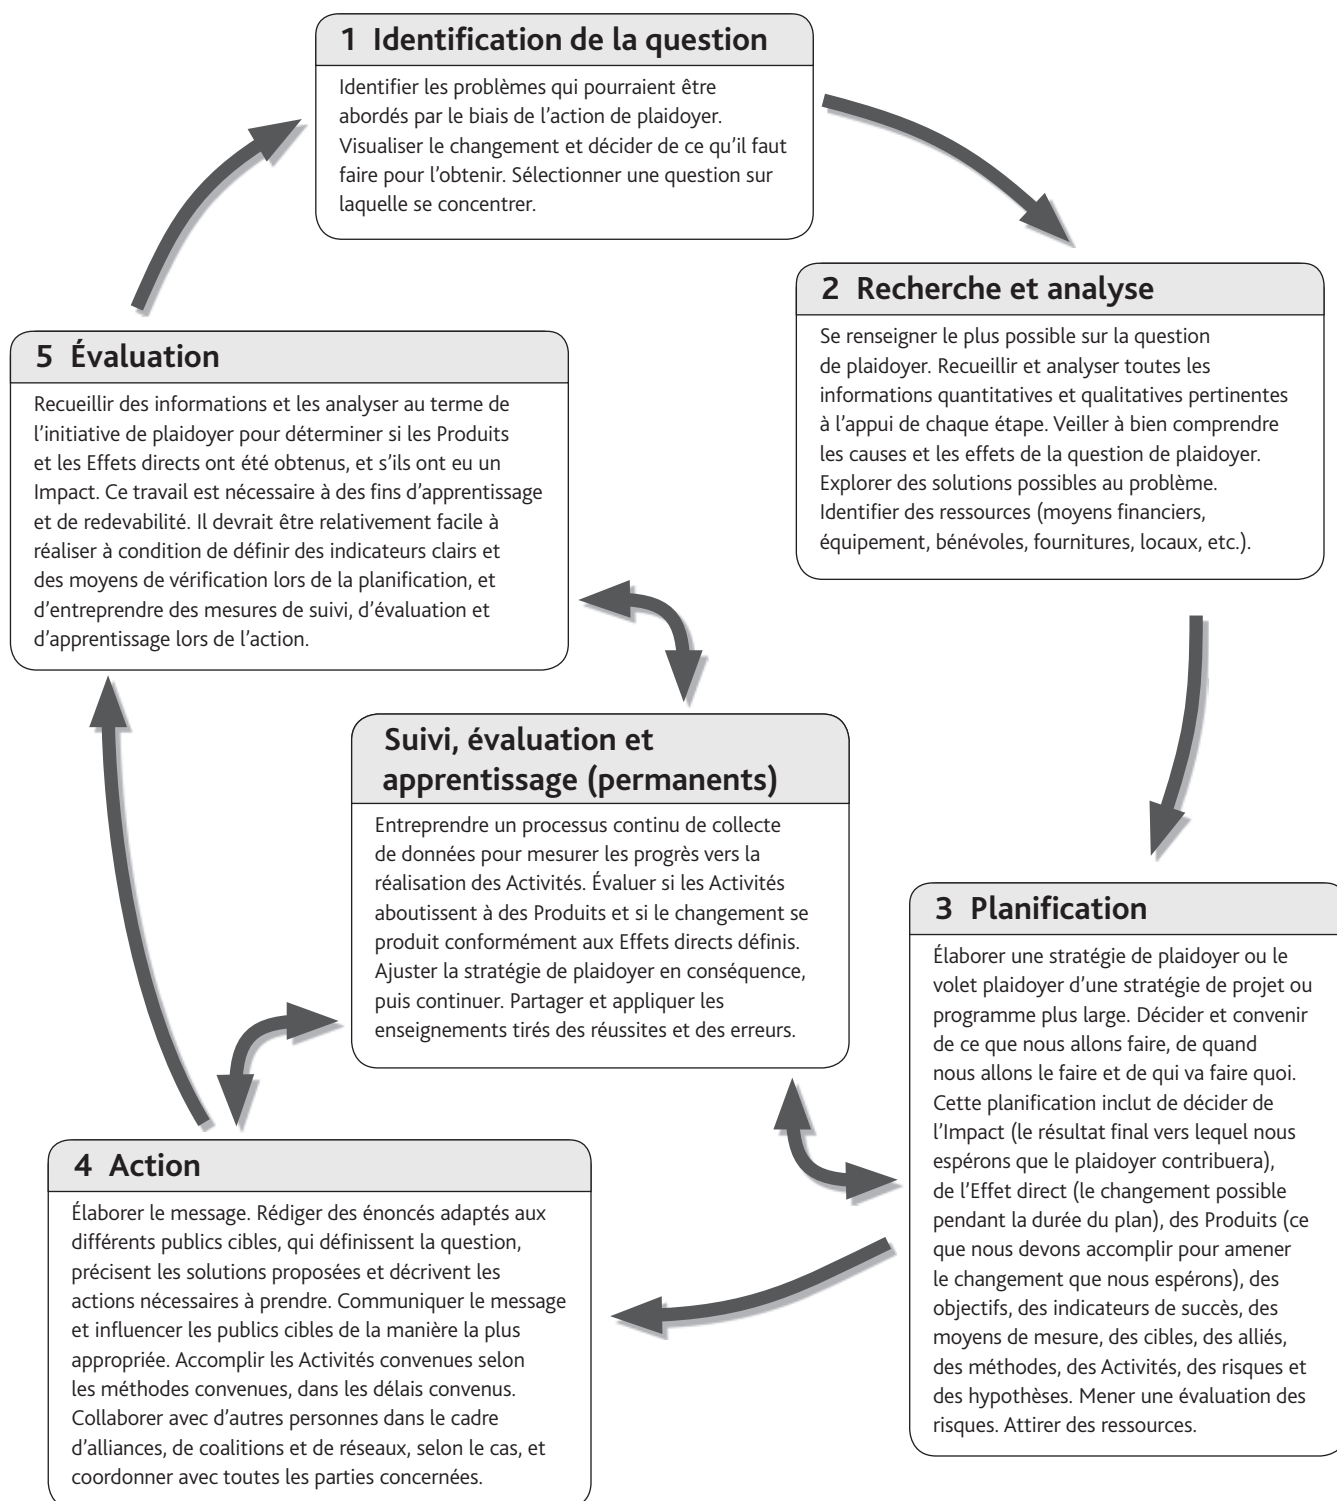 1 Identification de la question
Identifier les problèmes qui pourraient être
abordés par le biais de l’action de plaidoyer.
Visualiser le changement et décider de ce qu’il faut
faire pour l’obtenir. Sélectionner une question sur
laquelle se concentrer.
2 Recherche et analyse
Se renseigner le plus possible sur la question
de plaidoyer. Recueillir et analyser toutes les
informations quantitatives et qualitatives pertinentes
à l’appui de chaque étape. Veiller à bien comprendre
les causes et les effets de la question de plaidoyer.
Explorer des solutions possibles au problème.
Identifier des ressources (moyens financiers,
équipement, bénévoles, fournitures, locaux, etc.).
3 Planification
Élaborer une stratégie de plaidoyer ou le
volet plaidoyer d’une stratégie de projet ou
programme plus large. Décider et convenir
de ce que nous allons faire, de quand
nous allons le faire et de qui va faire quoi.
Cette planification inclut de décider de
l’Impact (le résultat final vers lequel nous
espérons que le plaidoyer contribuera),
de l’Effet direct (le changement possible
pendant la durée du plan), des Produits (ce
que nous devons accomplir pour amener
le changement que nous espérons), des
objectifs, des indicateurs de succès, des
moyens de mesure, des cibles, des alliés,
des méthodes, des Activités, des risques et
des hypothèses. Mener une évaluation des
risques. Attirer des ressources.
4 Action
Élaborer le message. Rédiger des énoncés adaptés aux
différents publics cibles, qui définissent la question,
précisent les solutions proposées et décrivent les
actions nécessaires à prendre. Communiquer le message
et influencer les publics cibles de la manière la plus
appropriée. Accomplir les Activités convenues selon
les méthodes convenues, dans les délais convenus.
Collaborer avec d’autres personnes dans le cadre
d’alliances, de coalitions et de réseaux, selon le cas, et
coordonner avec toutes les parties concernées.
5 Évaluation
Recueillir des informations et les analyser au terme de
l’initiative de plaidoyer pour déterminer si les Produits
et les Effets directs ont été obtenus, et s’ils ont eu un
Impact. Ce travail est nécessaire à des fins d’apprentissage
et de redevabilité. Il devrait être relativement facile à
réaliser à condition de définir des indicateurs clairs et
des moyens de vérification lors de la planification, et
d’entreprendre des mesures de suivi, d’évaluation et
d’apprentissage lors de l’action.
Suivi, évaluation et
apprentissage (permanents)
Entreprendre un processus continu de collecte
de données pour mesurer les progrès vers la
réalisation des Activités. Évaluer si les Activités
aboutissent à des Produits et si le changement se
produit conformément aux Effets directs définis.
Ajuster la stratégie de plaidoyer en conséquence,
puis continuer. Partager et appliquer les
enseignements tirés des réussites et des erreurs.